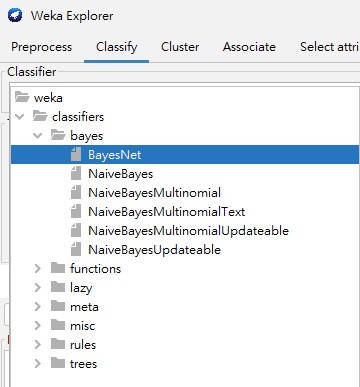 Weka Explorer
Preprocess Classify Cluster Associate Select attri
Classifier
weka
classifiers
bayes
BayesNet
NaiveBayes
NaiveBayesMultinomial
NaiveBayesMultinomialText
NaiveBayesMultinomialUpdateable
NaiveBayesUpdateable
functions
lazy
meta
misc
rules
trees